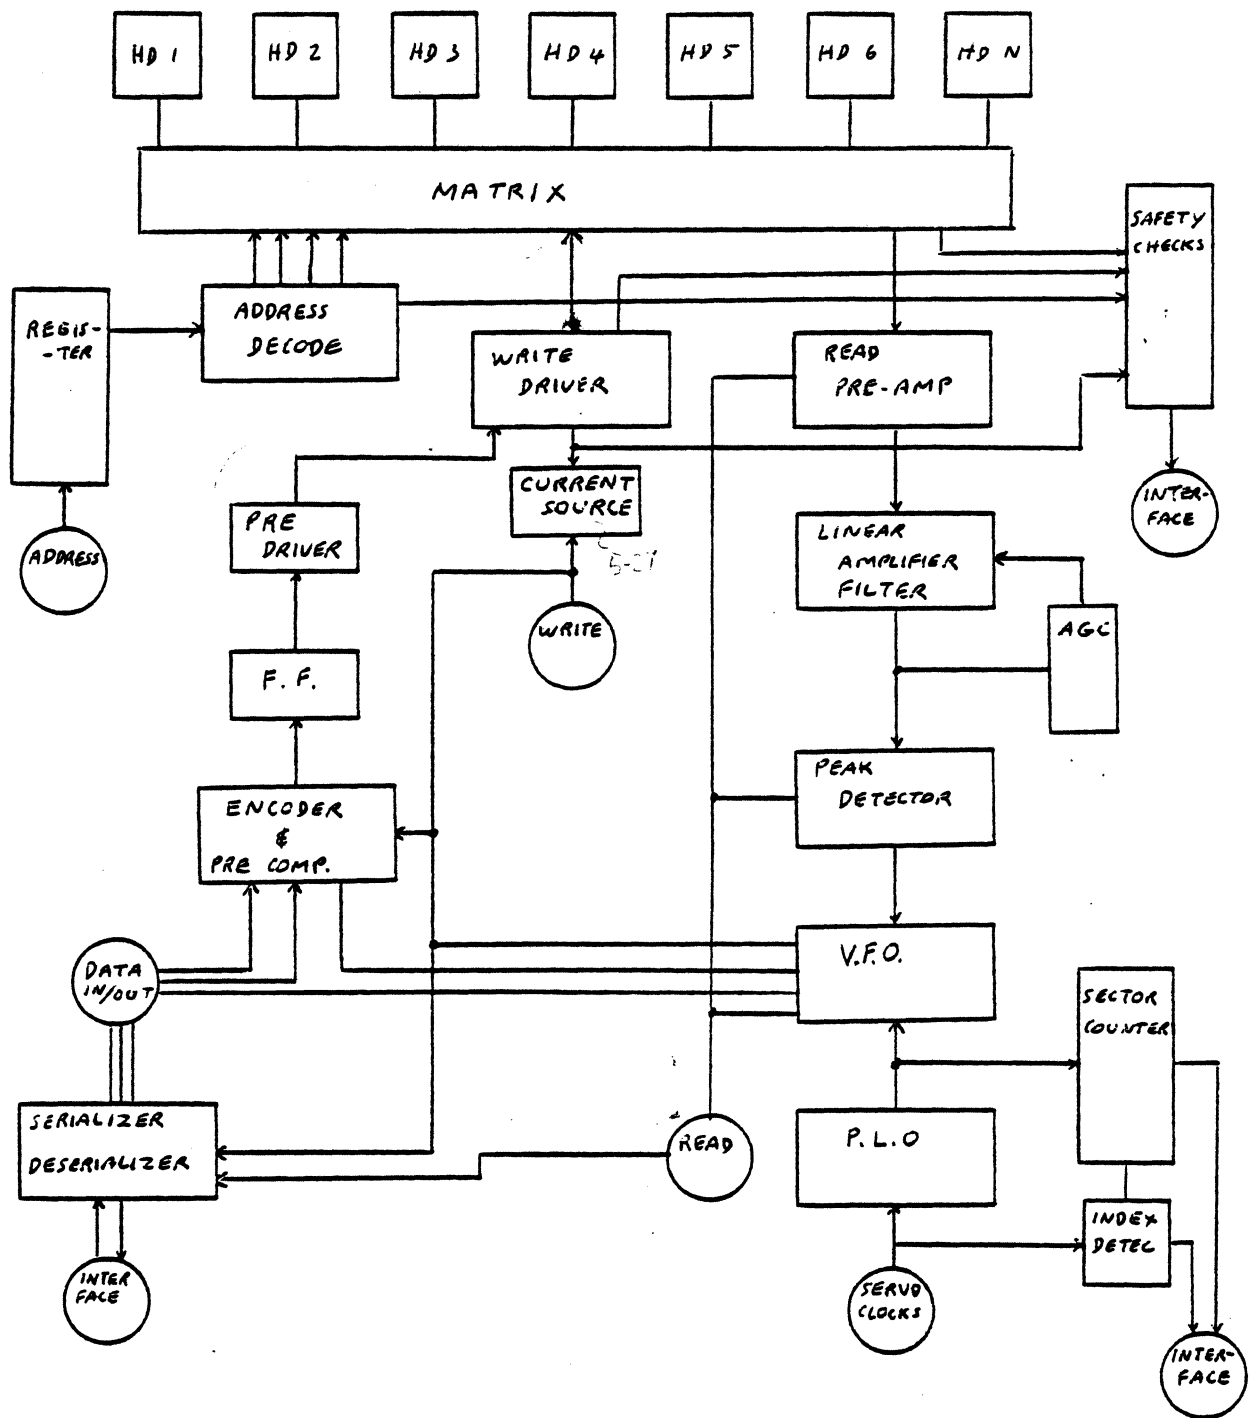 HD 1
HD 2
HD 3
HD 4
HD 5
HD 6
HD N
MATRIX
SAFETY
CHECKS
REGIS-
-TER
ADDRESS
DECODE
WRITE
DRIVER
READ
PRE-AMP
ADDRESS
PRE
DRIVER
CURRENT
SOURCE
INTER-
FACE
LINEAR
AMPLIFIER
FILTER
WRITE
AGC
F. F.
PEAK
DETECTOR
ENCODER
&
PRE COMP.
DATA
IN/OUT
V.F.O.
SECTOR
COUNTER
SERIALIZER
DESERIALIZER
READ
P.L.O
INDEX
DETEC
INTER
FACE
SERVO
CLOCKS
INTER-
FACE